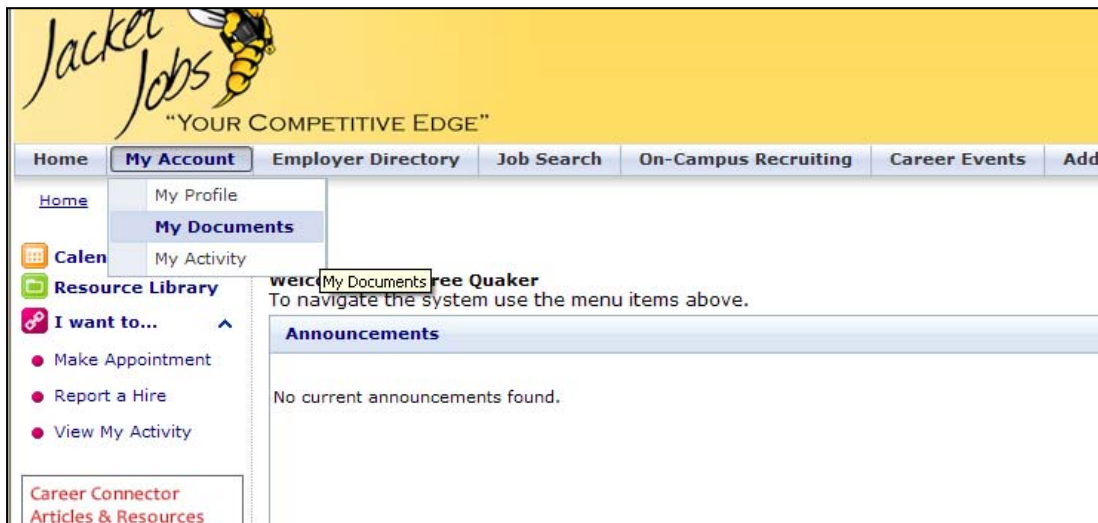 Jacket
Jobs
"YOUR COMPETITIVE EDGE"
Home My Account Employer Directory Job Search On-Campus Recruiting Career Events Add
Home
My Profile
My Documents
My Activity
My Documents
Calen
Resource Library
I want to...
Make Appointment
Report a Hire
View My Activity
ree Quaker
To navigate the system use the menu items above.
Announcements
No current announcements found.
Career Connector
Articles & Resources